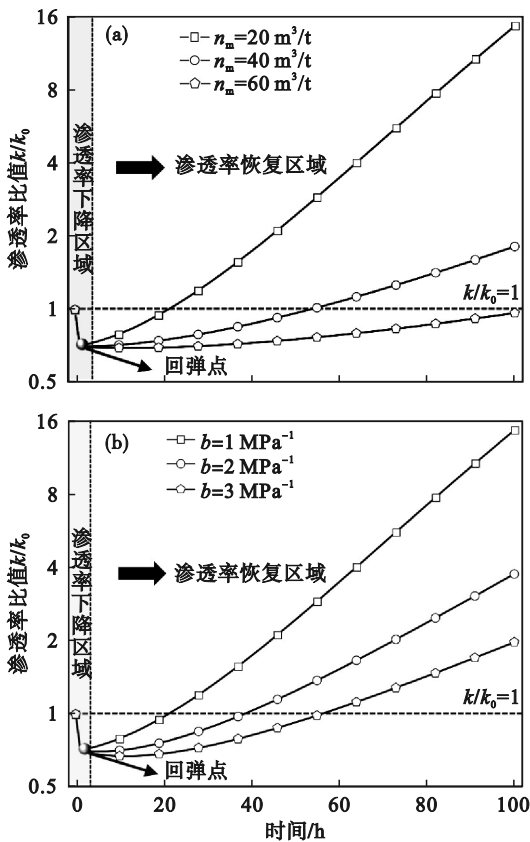 (a)
n_m=20 m³/t
n_m=40 m³/t
n_m=60 m³/t
渗透率比值k/k₀
16
8
4
2
1
0.5
渗透率下降区域
渗透率恢复区域
k/k₀=1
回弹点
(b)
b=1 MPa⁻¹
b=2 MPa⁻¹
b=3 MPa⁻¹
渗透率比值k/k₀
16
8
4
2
1
0.5
渗透率下降区域
渗透率恢复区域
k/k₀=1
回弹点
0 20 40 60 80 100
时间/h